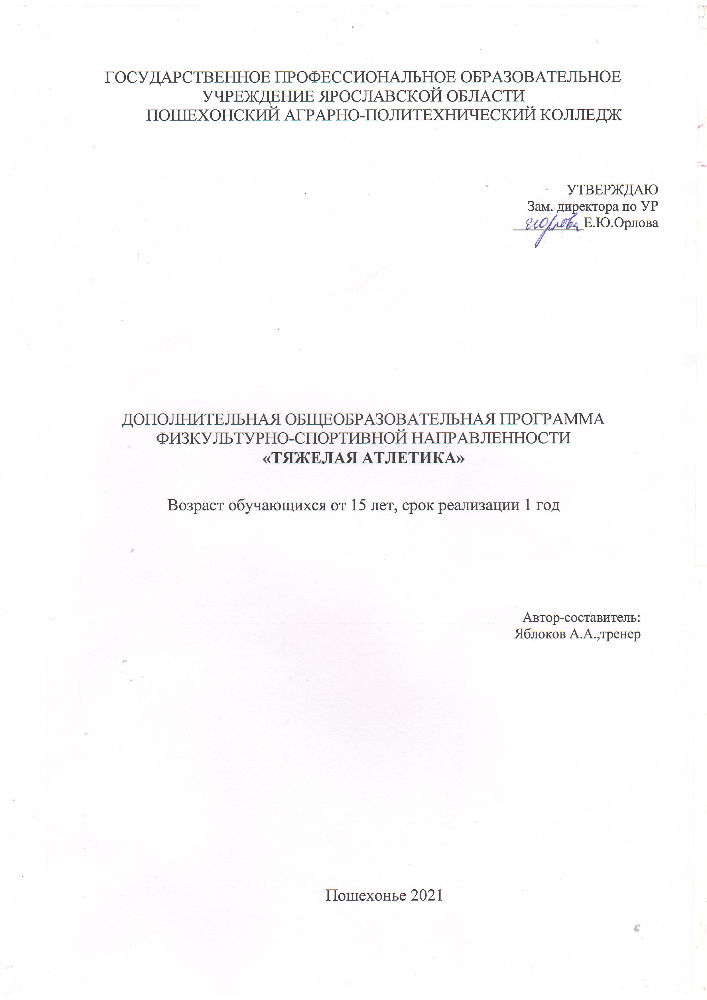 ГОСУДАРСТВЕННОЕ ПРОФЕССИОНАЛЬНОЕ ОБРАЗОВАТЕЛЬНОЕ
УЧРЕЖДЕНИЕ ЯРОСЛАВСКОЙ ОБЛАСТИ
ПОШЕХОНСКИЙ АГРАРНО-ПОЛИТЕХНИЧЕСКИЙ КОЛЛЕДЖ
УТВЕРЖДАЮ
Зам. директора по УР
Е.Ю.Орлова
ДОПОЛНИТЕЛЬНАЯ ОБЩЕОБРАЗОВАТЕЛЬНАЯ ПРОГРАММА
ФИЗКУЛЬТУРНО-СПОРТИВНОЙ НАПРАВЛЕННОСТИ
«ТЯЖЕЛАЯ АТЛЕТИКА»
Возраст обучающихся от 15 лет, срок реализации 1 год
Автор-составитель:
Яблоков А.А.,тренер
Пошехонье 2021